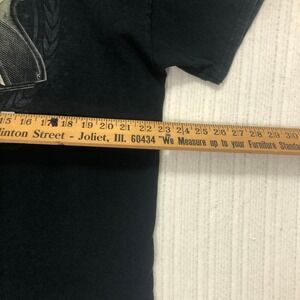 15 16 17 18 19 20 21 22 23 24 25 26 27 28 29 30
linton Street - Joliet, Ill. 60434 "We Measure up to your Furniture Standa